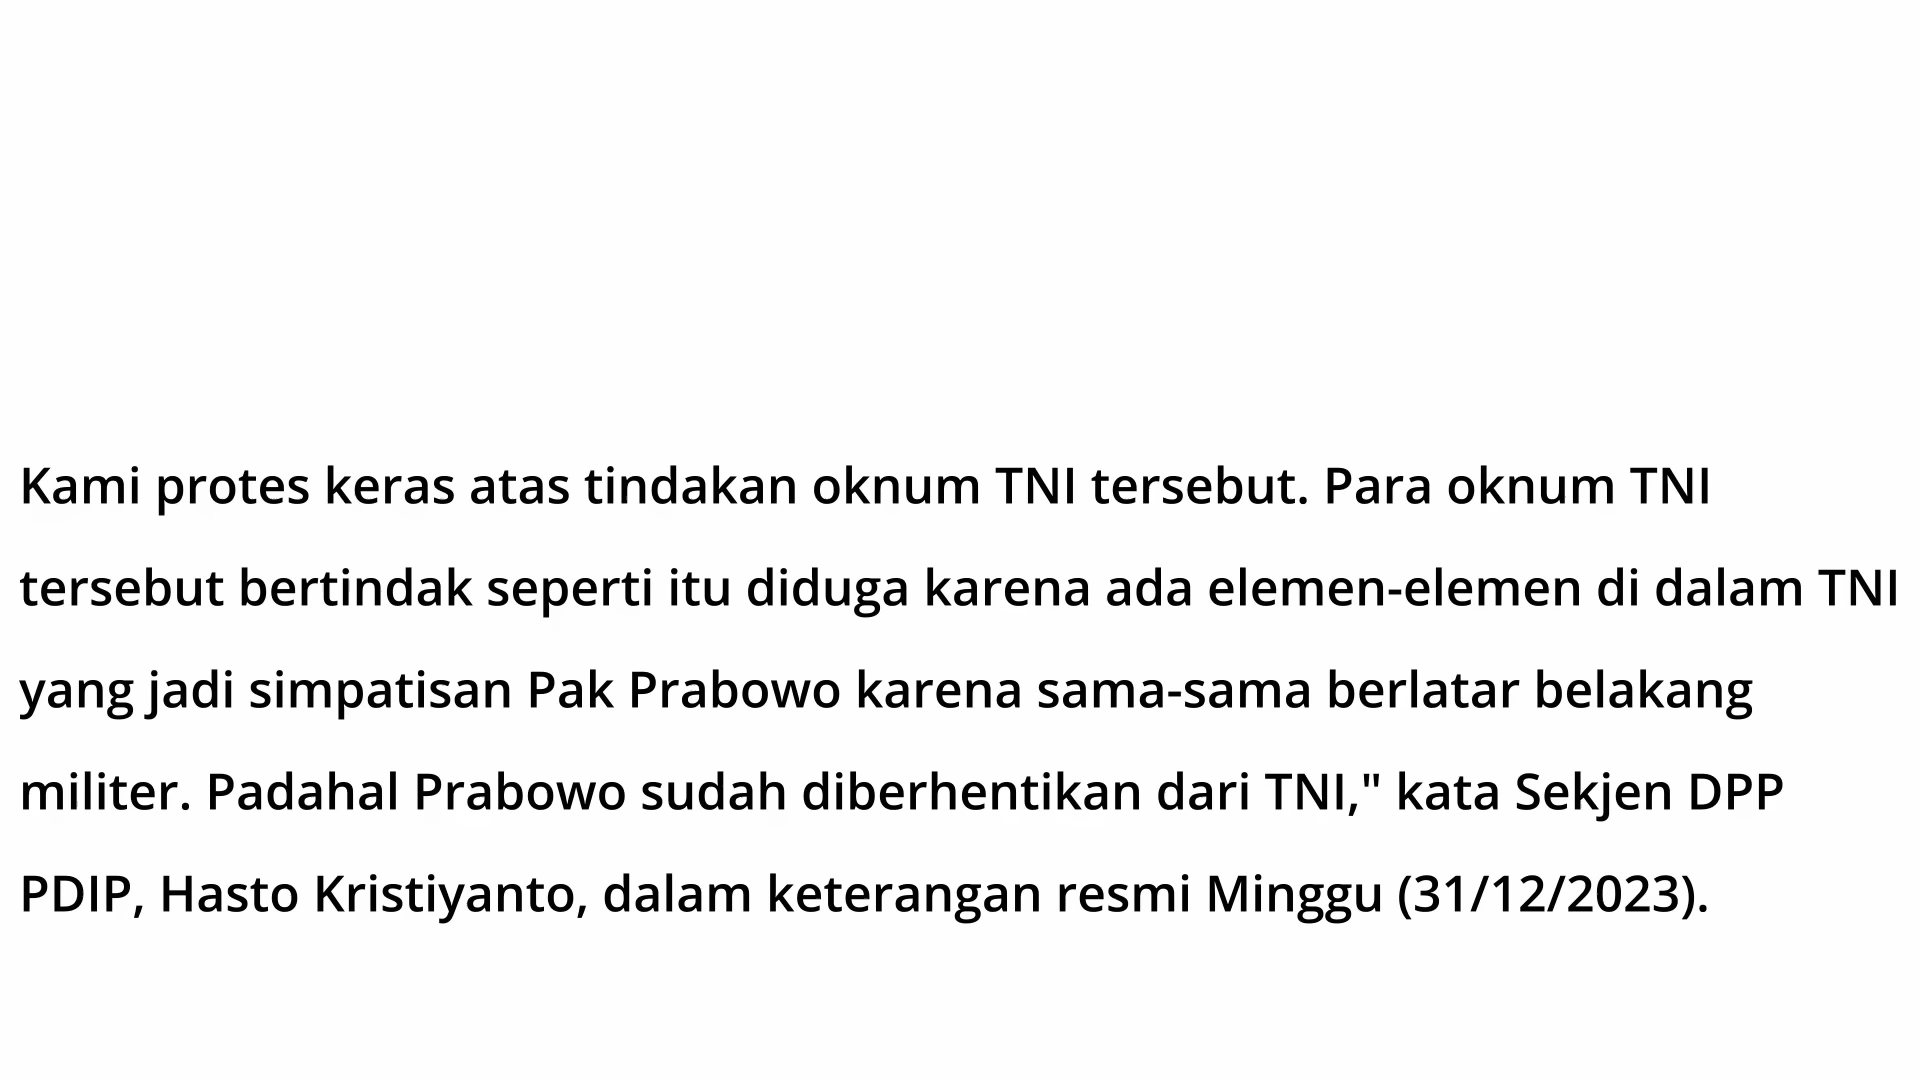 Kami protes keras atas tindakan oknum TNI tersebut. Para oknum TNI
tersebut bertindak seperti itu diduga karena ada elemen-elemen di dalam TNI
yang jadi simpatisan Pak Prabowo karena sama-sama berlatar belakang
militer. Padahal Prabowo sudah diberhentikan dari TNI," kata Sekjen DPP
PDIP, Hasto Kristiyanto, dalam keterangan resmi Minggu (31/12/2023).